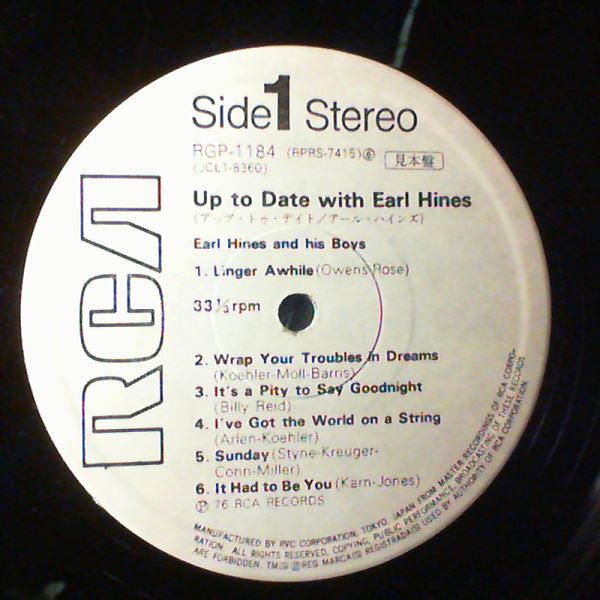 RCA
Side 1 Stereo
RGP-1184 (RPRS-7415)⑥ 見本盤
(JCL1-8360)
Up to Date with Earl Hines
(アップ・トゥ・デイト/アール・ハインズ)
Earl Hines and his Boys
1. Linger Awhile (Owens-Rose)
33⅓rpm
2. Wrap Your Troubles in Dreams
(Koehler-Moll-Barris)
3. It's a Pity to Say Goodnight
(Billy Reid)
4. I've Got the World on a String
(Arlen-Koehler)
5. Sunday (Styne-Kreuger-
Conn-Miller)
6. It Had to Be You (Karn-Jones)
Ⓟ 76 RCA RECORDS
MANUFACTURED BY RVC CORPORATION, TOKYO, JAPAN FROM MASTER RECORDINGS OF RCA CORPO-
RATION. ALL RIGHTS RESERVED, COPYING, PUBLIC PERFORMANCE, BROADCASTING OF THESE RECORDS
ARE FORBIDDEN. TM(S) Ⓡ REG MARCA(S) REGISTRADA(S) USED BY AUTHORITY OF RCA CORPORATION.